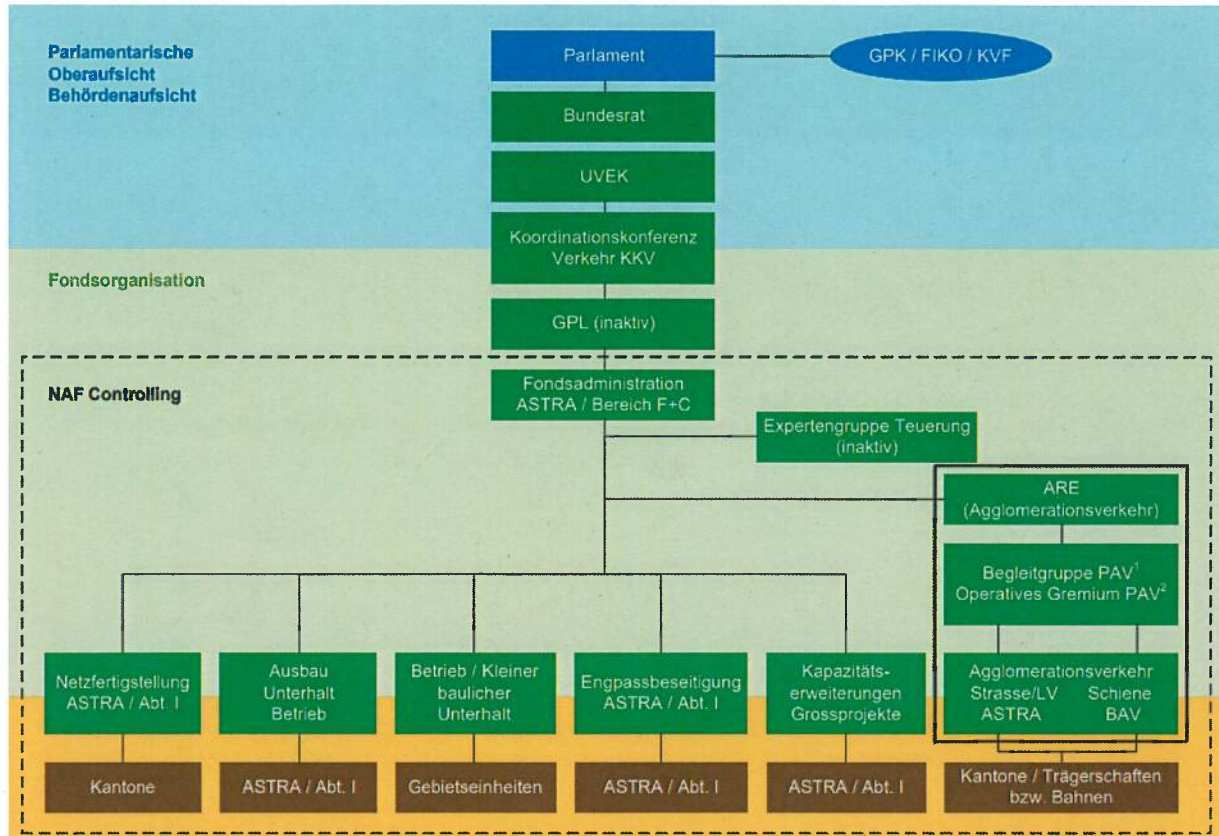 Parlamentarische
Oberaufsicht
Behördenaufsicht
Parlament
GPK / FIKO / KVF
Bundesrat
UVEK
Koordinationskonferenz
Verkehr KKV
Fondsorganisation
GPL (inaktiv)
NAF Controlling
Fondsadministration
ASTRA / Bereich F+C
Expertengruppe Teuerung
(inaktiv)
ARE
(Agglomerationsverkehr)
Begleitgruppe PAV¹
Operatives Gremium PAV²
Netzfertigstellung
ASTRA / Abt. I
Ausbau
Unterhalt
Betrieb
Betrieb / Kleiner
baulicher
Unterhalt
Engpassbeseitigung
ASTRA / Abt. I
Kapazitäts-
erweiterungen
Grossprojekte
Agglomerationsverkehr
Strasse/LV Schiene
ASTRA BAV
Kantone
ASTRA / Abt. I
Gebietseinheiten
ASTRA / Abt. I
ASTRA / Abt. I
Kantone / Trägerschaften
bzw. Bahnen